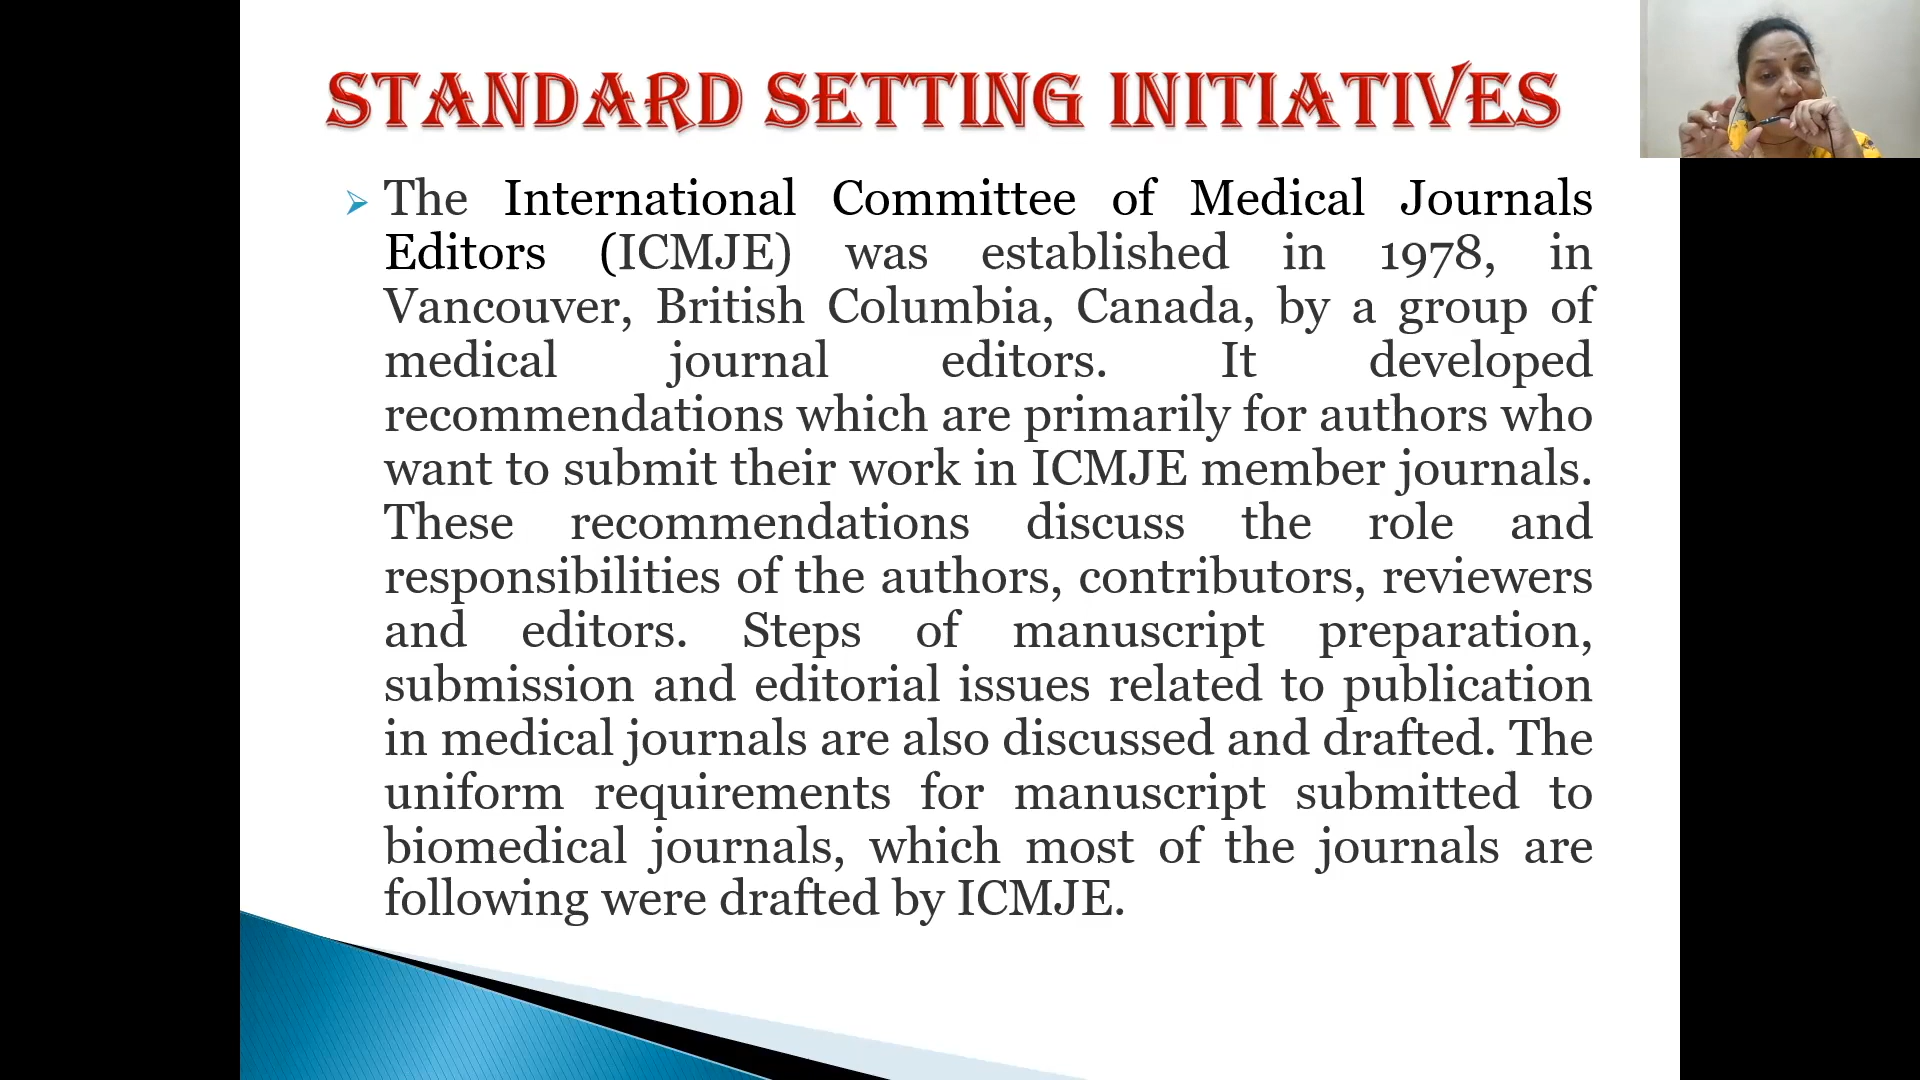 STANDARD SETTING INITIATIVES
The International Committee of Medical Journals
Editors (ICMJE) was established in 1978, in
Vancouver, British Columbia, Canada, by a group of
medical journal editors. It developed
recommendations which are primarily for authors who
want to submit their work in ICMJE member journals.
These recommendations discuss the role and
responsibilities of the authors, contributors, reviewers
and editors. Steps of manuscript preparation,
submission and editorial issues related to publication
in medical journals are also discussed and drafted. The
uniform requirements for manuscript submitted to
biomedical journals, which most of the journals are
following were drafted by ICMJE.